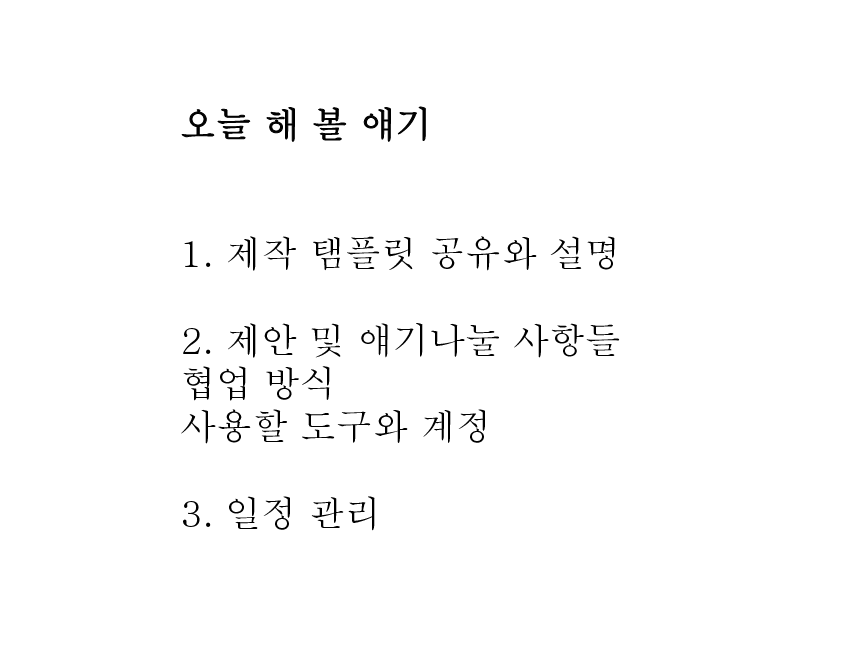 오늘 해 볼 얘기
1. 제작 탬플릿 공유와 설명
2. 제안 및 얘기나눌 사항들
협업 방식
사용할 도구와 계정
3. 일정 관리